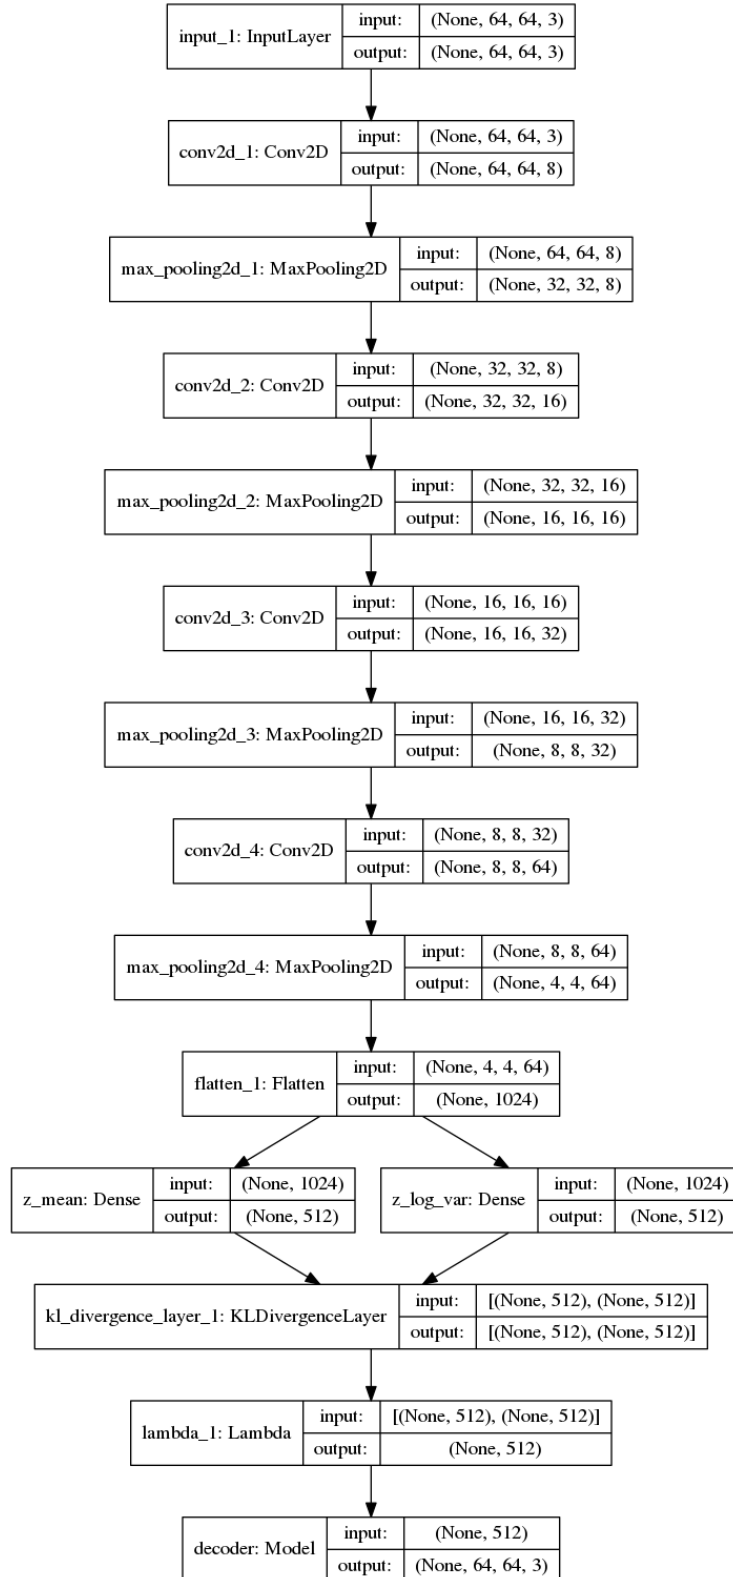 input_1: InputLayer
input: (None, 64, 64, 3)
output: (None, 64, 64, 3)
conv2d_1: Conv2D
input: (None, 64, 64, 3)
output: (None, 64, 64, 8)
max_pooling2d_1: MaxPooling2D
input: (None, 64, 64, 8)
output: (None, 32, 32, 8)
conv2d_2: Conv2D
input: (None, 32, 32, 8)
output: (None, 32, 32, 16)
max_pooling2d_2: MaxPooling2D
input: (None, 32, 32, 16)
output: (None, 16, 16, 16)
conv2d_3: Conv2D
input: (None, 16, 16, 16)
output: (None, 16, 16, 32)
max_pooling2d_3: MaxPooling2D
input: (None, 16, 16, 32)
output: (None, 8, 8, 32)
conv2d_4: Conv2D
input: (None, 8, 8, 32)
output: (None, 8, 8, 64)
max_pooling2d_4: MaxPooling2D
input: (None, 8, 8, 64)
output: (None, 4, 4, 64)
flatten_1: Flatten
input: (None, 4, 4, 64)
output: (None, 1024)
z_mean: Dense
input: (None, 1024)
output: (None, 512)
z_log_var: Dense
input: (None, 1024)
output: (None, 512)
kl_divergence_layer_1: KLDivergenceLayer
input: [(None, 512), (None, 512)]
output: [(None, 512), (None, 512)]
lambda_1: Lambda
input: [(None, 512), (None, 512)]
output: (None, 512)
decoder: Model
input: (None, 512)
output: (None, 64, 64, 3)